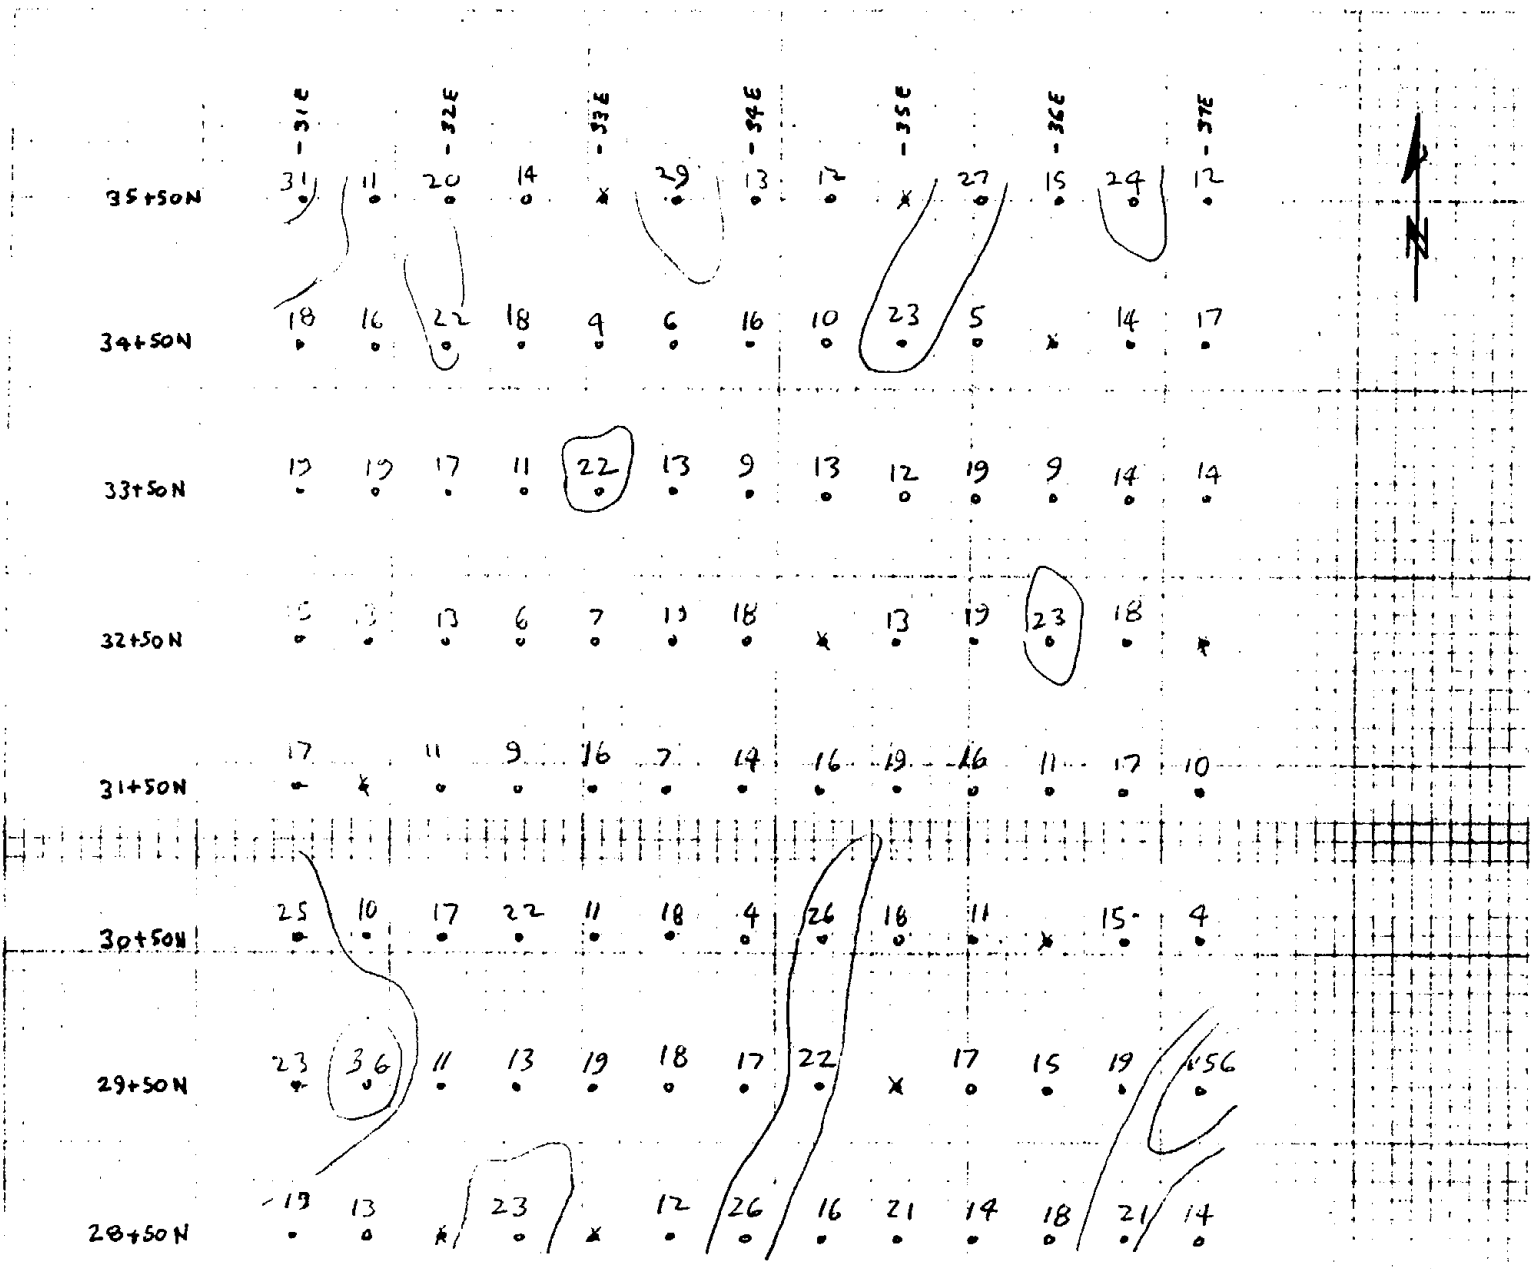 -31E -32E -33E -34E -35E -36E -37E
35+50N 31 11 20 14 x 29 13 12 x 27 15 24 12
N
34+50N 18 16 22 18 9 6 16 10 23 5 x 14 17
33+50N 19 19 17 11 22 13 9 13 12 19 9 14 14
32+50N 13 6 7 19 18 x 13 19 23 18 x
31+50N 17 x 11 9 16 7 14 16 19 16 11 17 10
30+50N 25 10 17 22 11 18 4 26 16 11 x 15 4
29+50N 23 36 11 13 19 18 17 22 x 17 15 19 56
28+50N 19 13 x 23 x 12 26 16 21 14 18 21 14